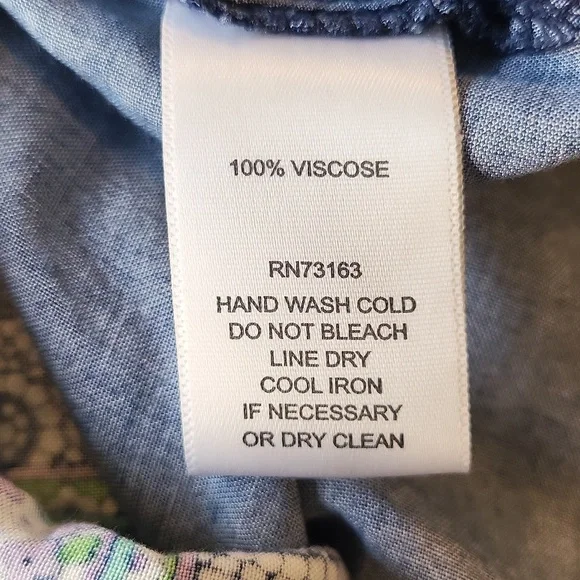 100% VISCOSE
RN73163
HAND WASH COLD
DO NOT BLEACH
LINE DRY
COOL IRON
IF NECESSARY
OR DRY CLEAN